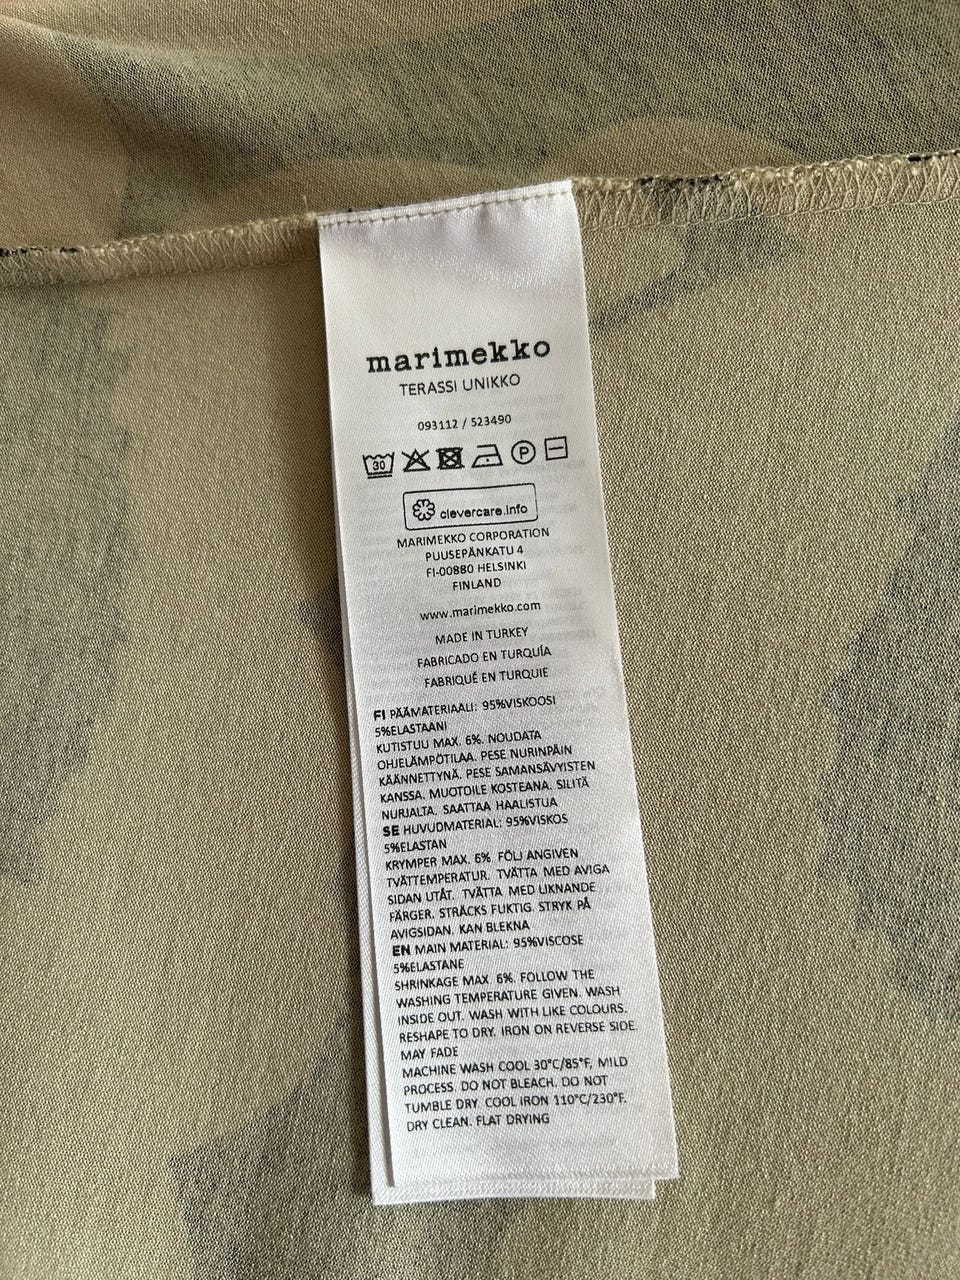 marimekko
TERASSI UNIKKO
093112 / 523490
30 P
clevercare.info
MARIMEKKO CORPORATION
PUUSEPÄNKATU 4
FI-00880 HELSINKI
FINLAND
www.marimekko.com
MADE IN TURKEY
FABRICADO EN TURQUÍA
FABRIQUÉ EN TURQUIE
FI PÄÄMATERIAALI: 95%VISKOOSI
5%ELASTAANI
KUTISTUU MAX. 6%. NOUDATA
OHJELÄMPÖTILAA. PESE NURINPÄIN
KÄÄNNETTYNÄ. PESE SAMANSÄVYISTEN
KANSSA. MUOTOILE KOSTEANA. SILITÄ
NURJALTA. SAATTAA HAALISTUA
SE HUVUDMATERIAL: 95%VISKOS
5%ELASTAN
KRYMPER MAX. 6%. FÖLJ ANGIVEN
TVÄTTEMPERATUR. TVÄTTA MED AVIGA
SIDAN UTÅT. TVÄTTA MED LIKNANDE
FÄRGER. STRÄCKS FUKTIG. STRYK PÅ
AVIGSIDAN. KAN BLEKNA
EN MAIN MATERIAL: 95%VISCOSE
5%ELASTANE
SHRINKAGE MAX. 6%. FOLLOW THE
WASHING TEMPERATURE GIVEN. WASH
INSIDE OUT. WASH WITH LIKE COLOURS.
RESHAPE TO DRY. IRON ON REVERSE SIDE.
MAY FADE
MACHINE WASH COOL 30°C/85°F, MILD
PROCESS. DO NOT BLEACH. DO NOT
TUMBLE DRY. COOL IRON 110°C/230°F.
DRY CLEAN. FLAT DRYING